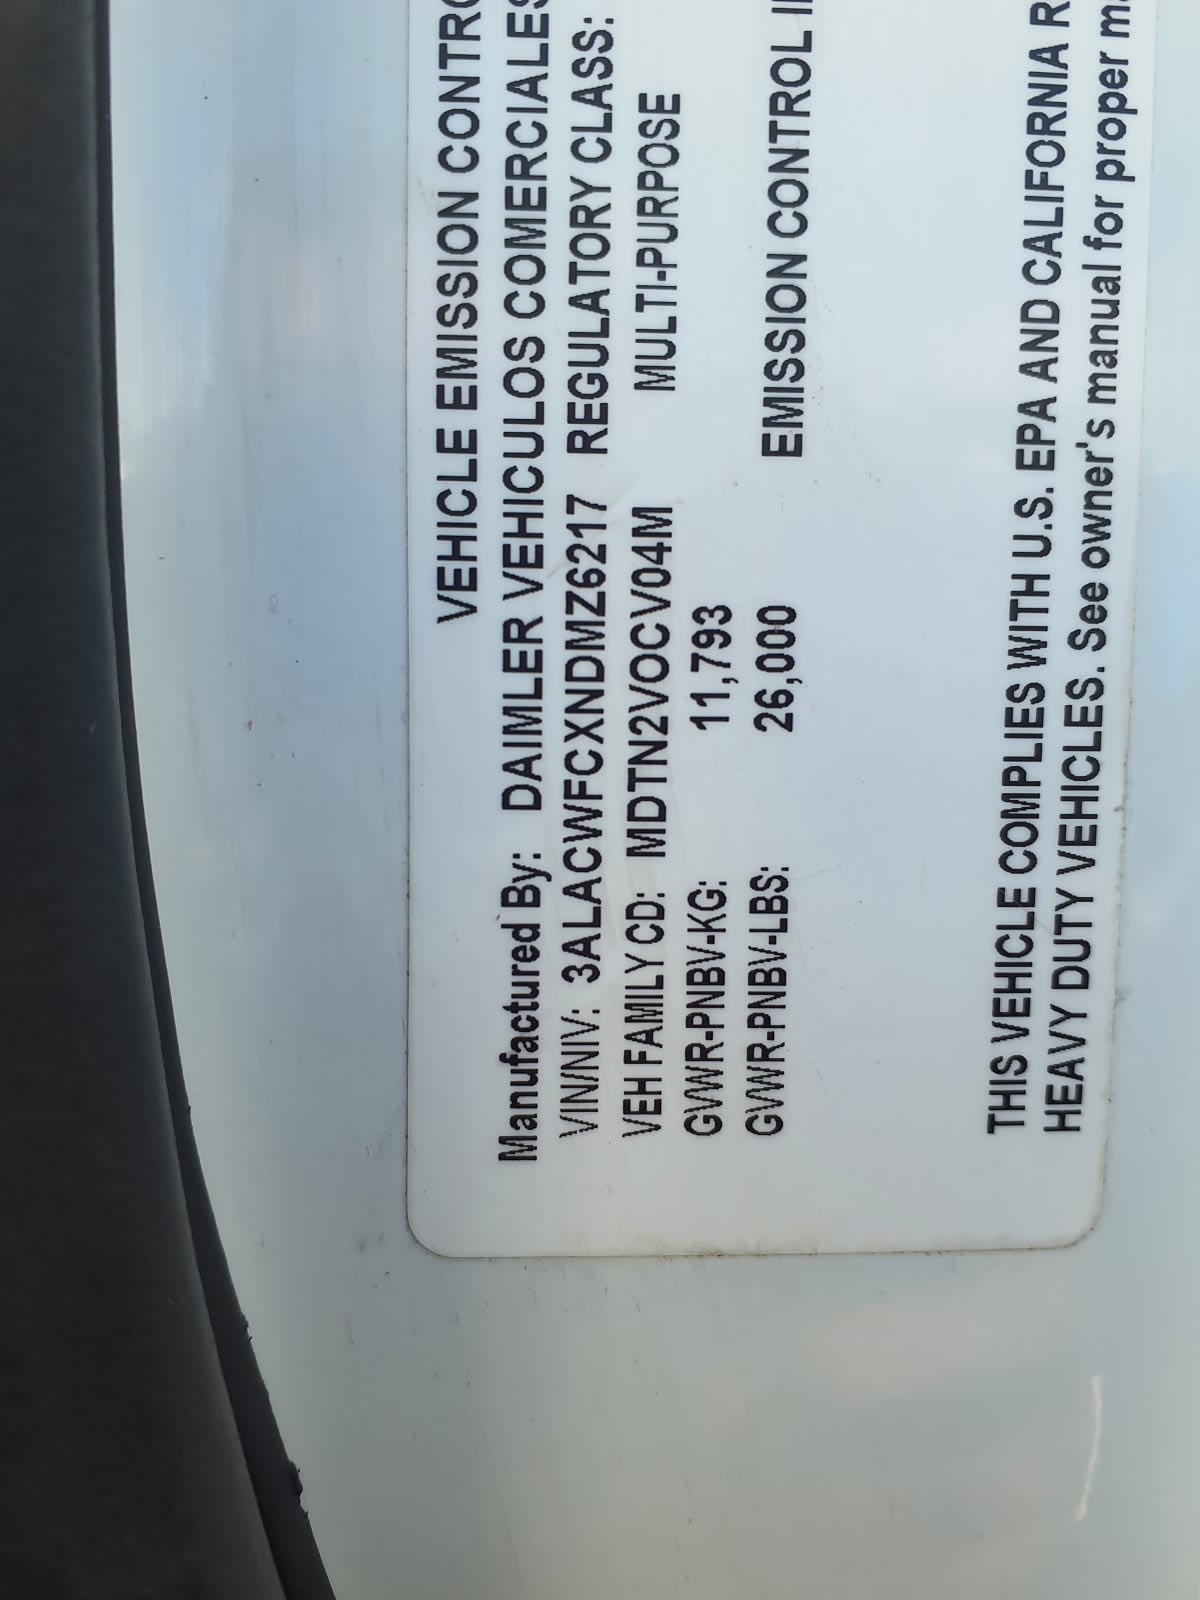 VEHICLE EMISSION CONTRO
Manufactured By: DAIMLER VEHICULOS COMERCIALES
VIN/NIV: 3ALACWFCXNDMZ6217 REGULATORY CLASS:
VEH FAMILY CD: MDTN2VOCV04M MULTI-PURPOSE
GVWR-PNBV-KG: 11,793
GVWR-PNBV-LBS: 26,000 EMISSION CONTROL
THIS VEHICLE COMPLIES WITH U.S. EPA AND CALIFORNIA R
HEAVY DUTY VEHICLES. See owner's manual for proper ma